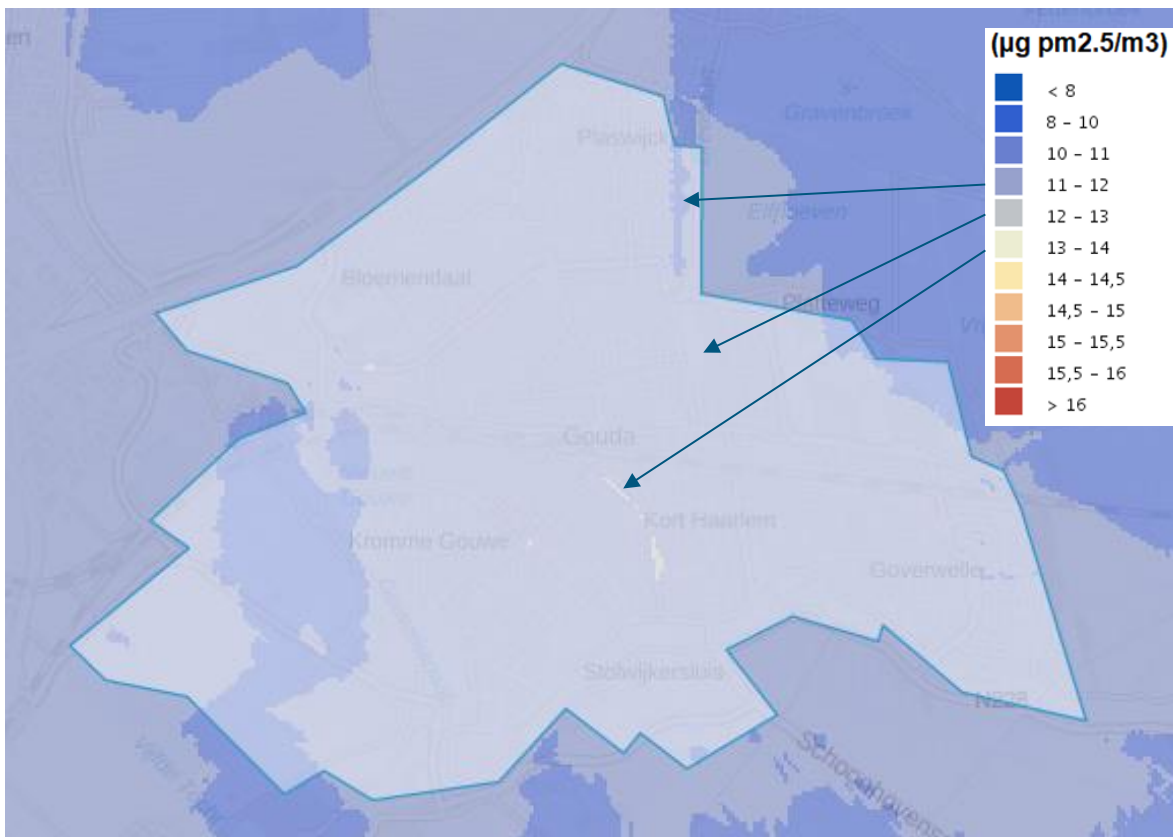 (µg pm2.5/m3)
< 8
8 – 10
10 – 11
11 – 12
12 – 13
13 – 14
14 – 14,5
14,5 – 15
15 – 15,5
15,5 – 16
> 16
Plaswijck
Gravenbroek
Bloemendaal
Platteweg
Gouda
Kort Haarlem
Kromme Gouwe
Goverwelle
Stolwijkersluis
N228
Schoonhovens